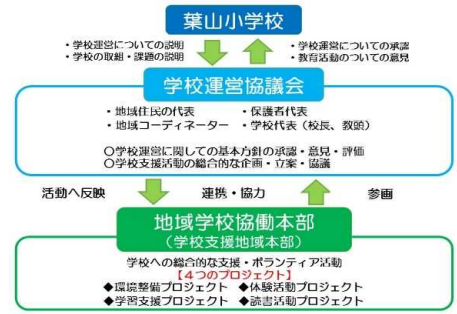 葉山小学校
・学校運営についての説明
・学校の取組・課題の説明
・学校運営についての承認
・教育活動のついての意見
学校運営協議会
・地域住民の代表 ・保護者代表
・地域コーディネーター ・学校代表（校長、教頭）
〇学校運営に関しての基本方針の承認・意見・評価
〇学校支援活動の総合的な企画・立案・協議
活動へ反映 連携・協力 参画
地域学校協働本部
（学校支援地域本部）
学校への総合的な支援・ボランティア活動
【４つのプロジェクト】
◆環境整備プロジェクト ◆体験活動プロジェクト
◆学習支援プロジェクト ◆読書活動プロジェクト